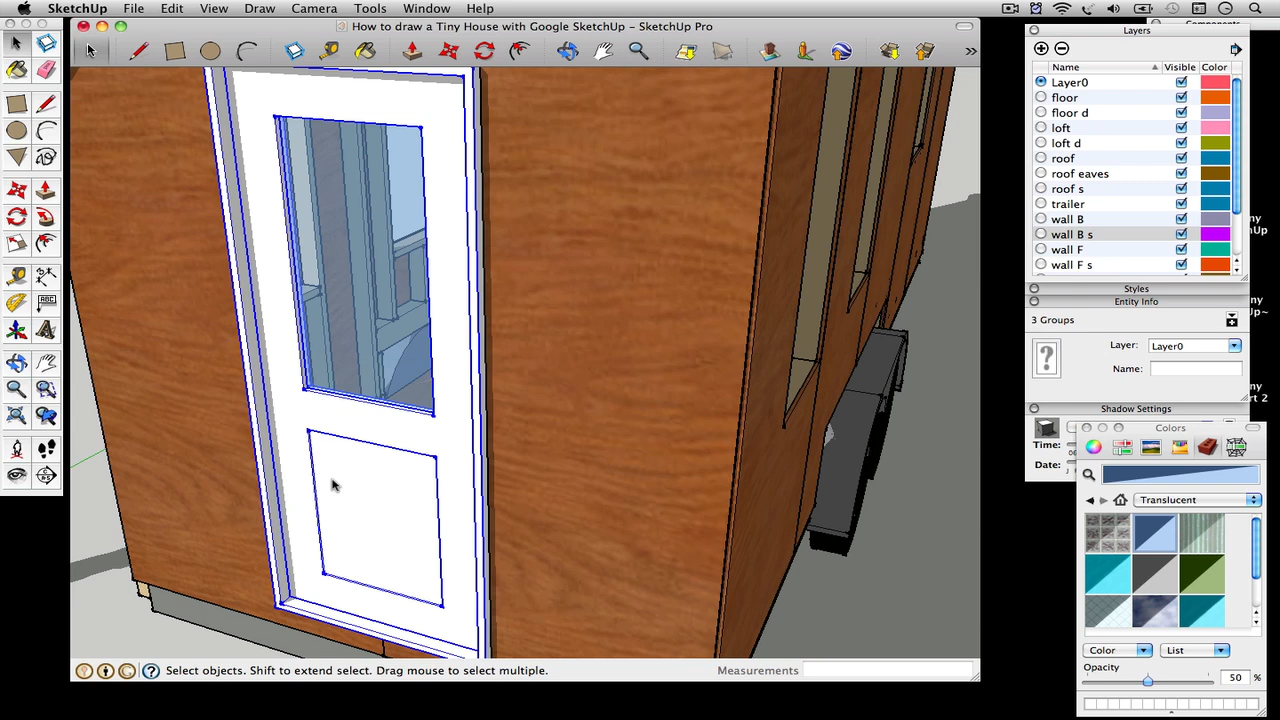 SketchUp File Edit View Draw Camera Tools Window Help
How to draw a Tiny House with Google SketchUp – SketchUp Pro
Layers
Name Visible Color
Layer0
floor
floor d
loft
loft d
roof
roof eaves
roof s
trailer
wall B
wall B s
wall F
wall F s
Styles
Entity Info
3 Groups
Layer: Layer0
Name:
Shadow Settings
Time:
Date:
Colors
Translucent
Color List
Opacity
50 %
Select objects. Shift to extend select. Drag mouse to select multiple.
Measurements